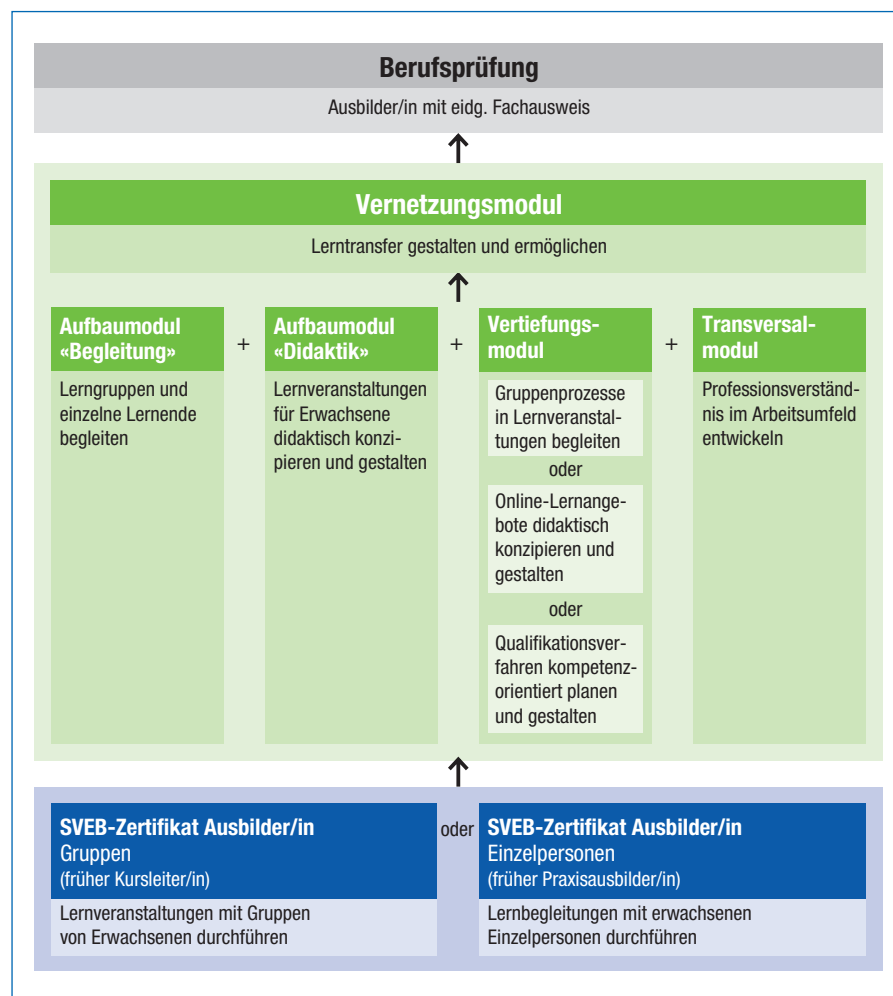 Berufsprüfung
Ausbilder/in mit eidg. Fachausweis
Vernetzungsmodul
Lerntransfer gestalten und ermöglichen
Aufbaumodul
«Begleitung»
Lerngruppen und
einzelne Lernende
begleiten
+
Aufbaumodul
«Didaktik»
Lernveranstaltungen
für Erwachsene
didaktisch konzi-
pieren und gestalten
+
Vertiefungs-
modul
Gruppenprozesse
in Lernveranstal-
tungen begleiten
oder
Online-Lernange-
bote didaktisch
konzipieren und
gestalten
oder
Qualifikationsver-
fahren kompetenz-
orientiert planen
und gestalten
+
Transversal-
modul
Professionsverständ-
nis im Arbeitsumfeld
entwickeln
SVEB-Zertifikat Ausbilder/in
Gruppen
(früher Kursleiter/in)
Lernveranstaltungen mit Gruppen
von Erwachsenen durchführen
oder
SVEB-Zertifikat Ausbilder/in
Einzelpersonen
(früher Praxisausbilder/in)
Lernbegleitungen mit erwachsenen
Einzelpersonen durchführen